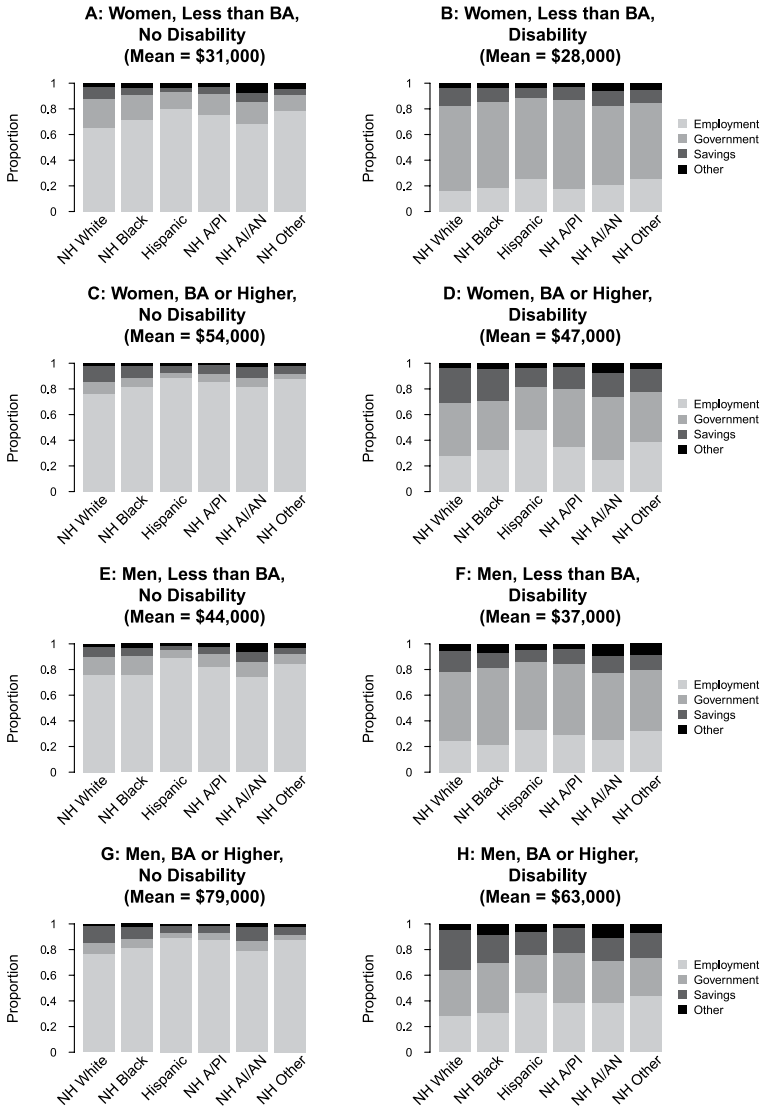 A: Women, Less than BA,
No Disability
(Mean = $31,000)
Proportion
1
0.8
0.6
0.4
0.2
0
NH White
NH Black
Hispanic
NH A/PI
NH AI/AN
NH Other
B: Women, Less than BA,
Disability
(Mean = $28,000)
Proportion
1
0.8
0.6
0.4
0.2
0
NH White
NH Black
Hispanic
NH A/PI
NH AI/AN
NH Other
Employment
Government
Savings
Other
C: Women, BA or Higher,
No Disability
(Mean = $54,000)
Proportion
1
0.8
0.6
0.4
0.2
0
NH White
NH Black
Hispanic
NH A/PI
NH AI/AN
NH Other
D: Women, BA or Higher,
Disability
(Mean = $47,000)
Proportion
1
0.8
0.6
0.4
0.2
0
NH White
NH Black
Hispanic
NH A/PI
NH AI/AN
NH Other
Employment
Government
Savings
Other
E: Men, Less than BA,
No Disability
(Mean = $44,000)
Proportion
1
0.8
0.6
0.4
0.2
0
NH White
NH Black
Hispanic
NH A/PI
NH AI/AN
NH Other
F: Men, Less than BA,
Disability
(Mean = $37,000)
Proportion
1
0.8
0.6
0.4
0.2
0
NH White
NH Black
Hispanic
NH A/PI
NH AI/AN
NH Other
Employment
Government
Savings
Other
G: Men, BA or Higher,
No Disability
(Mean = $79,000)
Proportion
1
0.8
0.6
0.4
0.2
0
NH White
NH Black
Hispanic
NH A/PI
NH AI/AN
NH Other
H: Men, BA or Higher,
Disability
(Mean = $63,000)
Proportion
1
0.8
0.6
0.4
0.2
0
NH White
NH Black
Hispanic
NH A/PI
NH AI/AN
NH Other
Employment
Government
Savings
Other